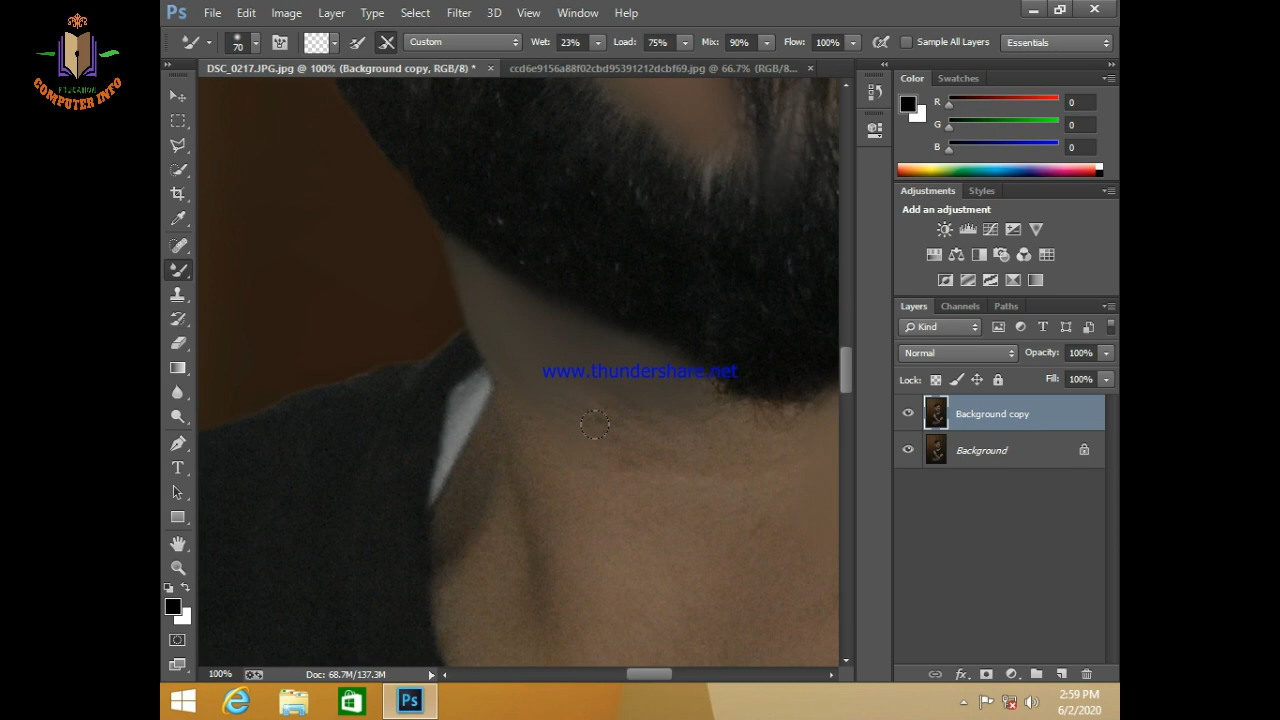 Ps File Edit Image Layer Type Select Filter 3D View Window Help
70 Custom Wet: 23% Load: 75% Mix: 90% Flow: 100% Sample All Layers Essentials
DSC_0217.JPG.jpg @ 100% (Background copy, RGB/8) * × ccd6e9156a88f02cbd95391212dcbf69.jpg @ 66.7% (RGB/8... ×
EDUCATION
COMPUTER INFO
Color Swatches
R 0
G 0
B 0
Adjustments Styles
Add an adjustment
Layers Channels Paths
Kind
Normal Opacity: 100%
Lock: Fill: 100%
Background copy
Background
www.thundershare.net
100% Doc: 68.7M/137.3M
Ps
2:59 PM
6/2/2020